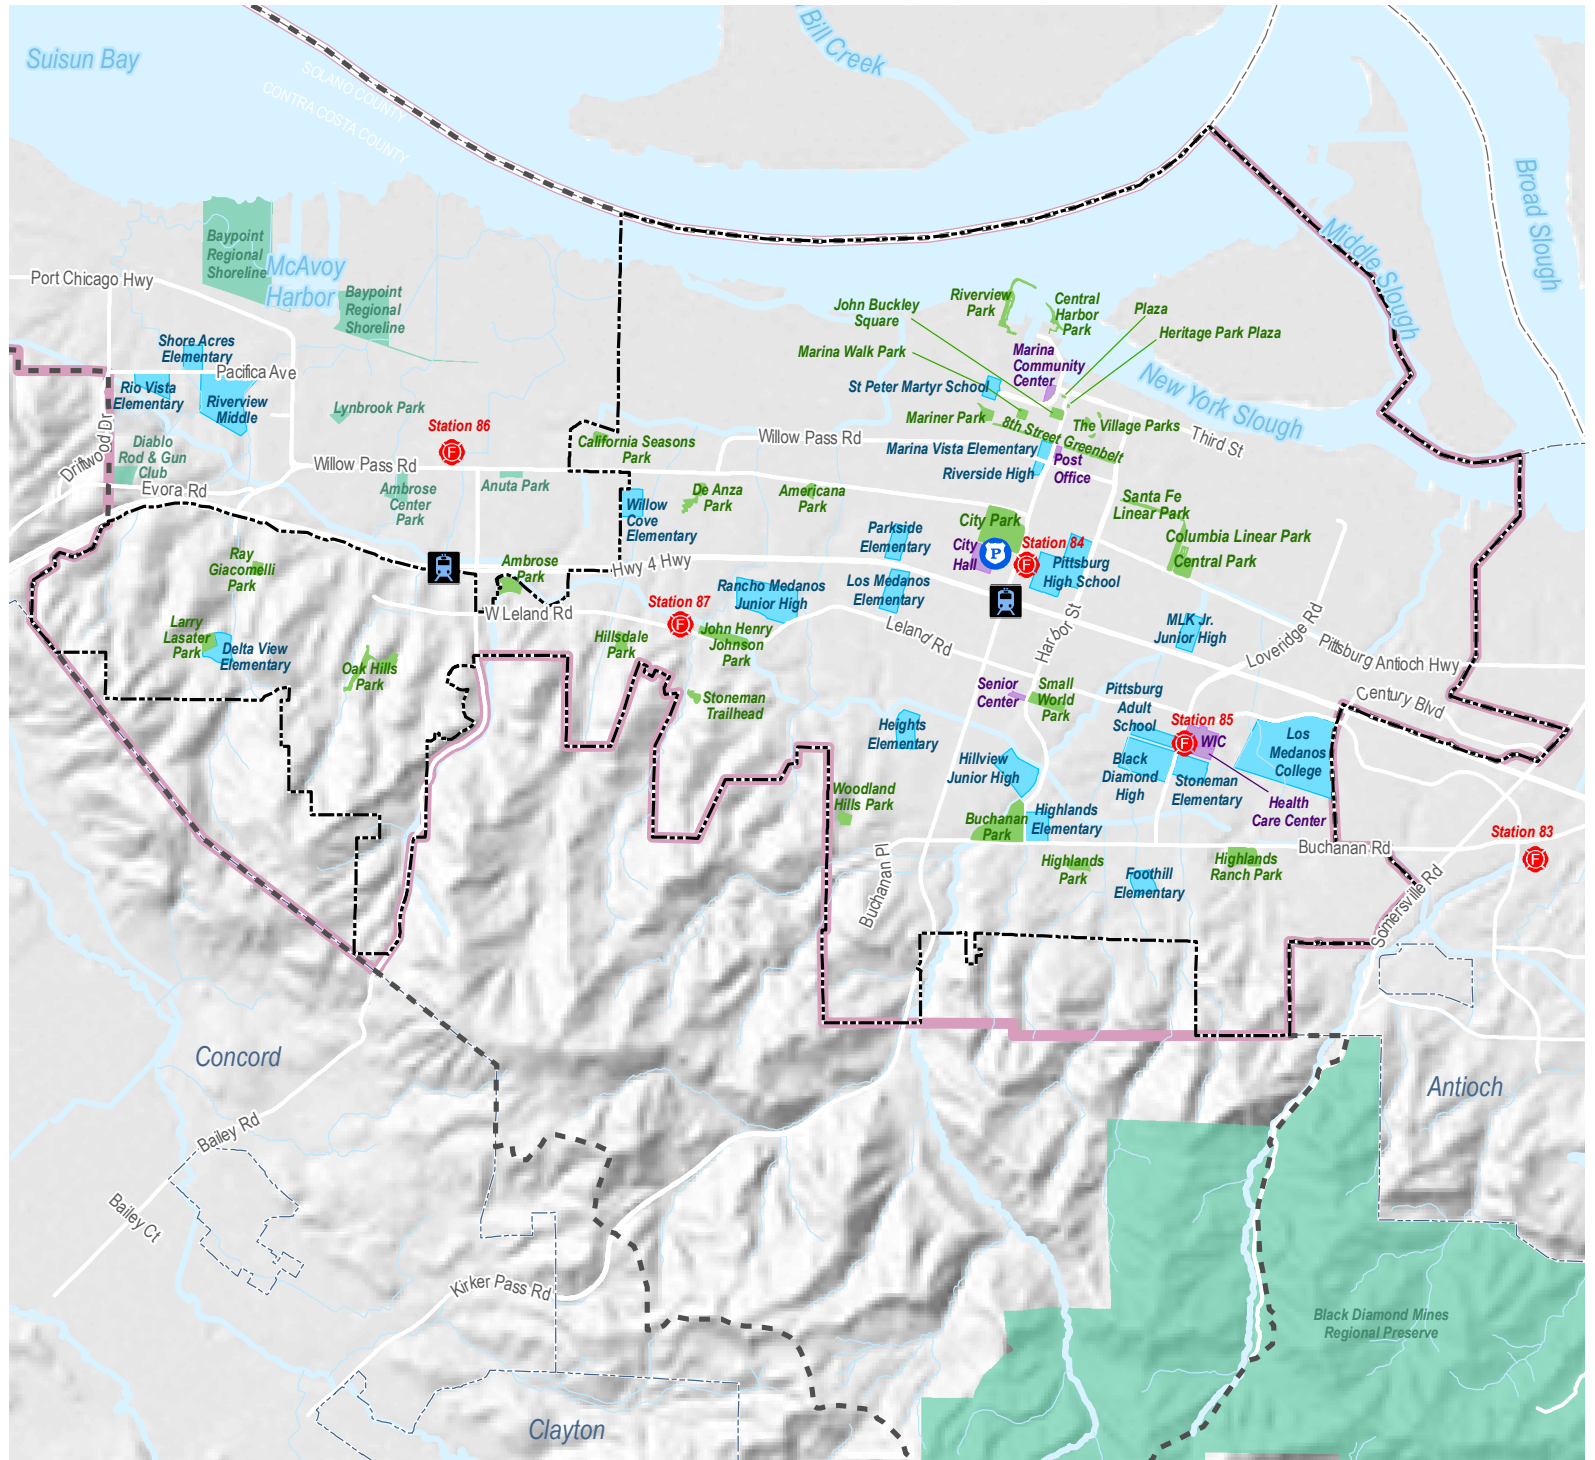 Suisun Bay
SOLANO COUNTY
CONTRA COSTA COUNTY
Bill Creek
Broad Slough
Middle Slough
New York Slough
Baypoint
Regional
Shoreline
McAvoy
Harbor
Baypoint
Regional
Shoreline
Port Chicago Hwy
Shore Acres
Elementary
Pacifica Ave
Rio Vista
Elementary
Riverview
Middle
Lynbrook Park
Diablo
Rod & Gun
Club
Driftwood Dr
Evora Rd
Station 86
F
Willow Pass Rd
Ambrose
Center
Park
Anuta Park
California Seasons
Park
Willow Pass Rd
Willow
Cove
Elementary
De Anza
Park
Americana
Park
John Buckley
Square
Marina Walk Park
St Peter Martyr School
Riverview
Park
Central
Harbor
Park
Marina
Community
Center
Plaza
Heritage Park Plaza
Mariner Park
8th Street Greenbelt
The Village Parks
Third St
Marina Vista Elementary
Riverside High
Post
Office
Santa Fe
Linear Park
Columbia Linear Park
Central Park
City Park
City
Hall
P
Station 84
F
Pittsburg
High School
Parkside
Elementary
Los Medanos
Elementary
Hwy 4 Hwy
Ray
Giacomelli
Park
Ambrose
Park
W Leland Rd
Station 87
F
Rancho Medanos
Junior High
John Henry
Johnson
Park
Hillsdale
Park
Larry
Lasater
Park
Delta View
Elementary
Oak Hills
Park
Stoneman
Trailhead
Leland Rd
Harbor St
MLK Jr.
Junior High
Loveridge Rd
Pittsburg Antioch Hwy
Century Blvd
Senior
Center
Small
World
Park
Pittsburg
Adult
School
Station 85
F
WIC
Los
Medanos
College
Heights
Elementary
Hillview
Junior High
Black
Diamond
High
Stoneman
Elementary
Health
Care Center
Woodland
Hills Park
Buchanan
Park
Highlands
Elementary
Buchanan Rd
Station 83
F
Buchanan Pl
Highlands
Park
Foothill
Elementary
Highlands
Ranch Park
Somersville Rd
Concord
Antioch
Bailey Rd
Bailey Ct
Kirker Pass Rd
Black Diamond Mines
Regional Preserve
Clayton